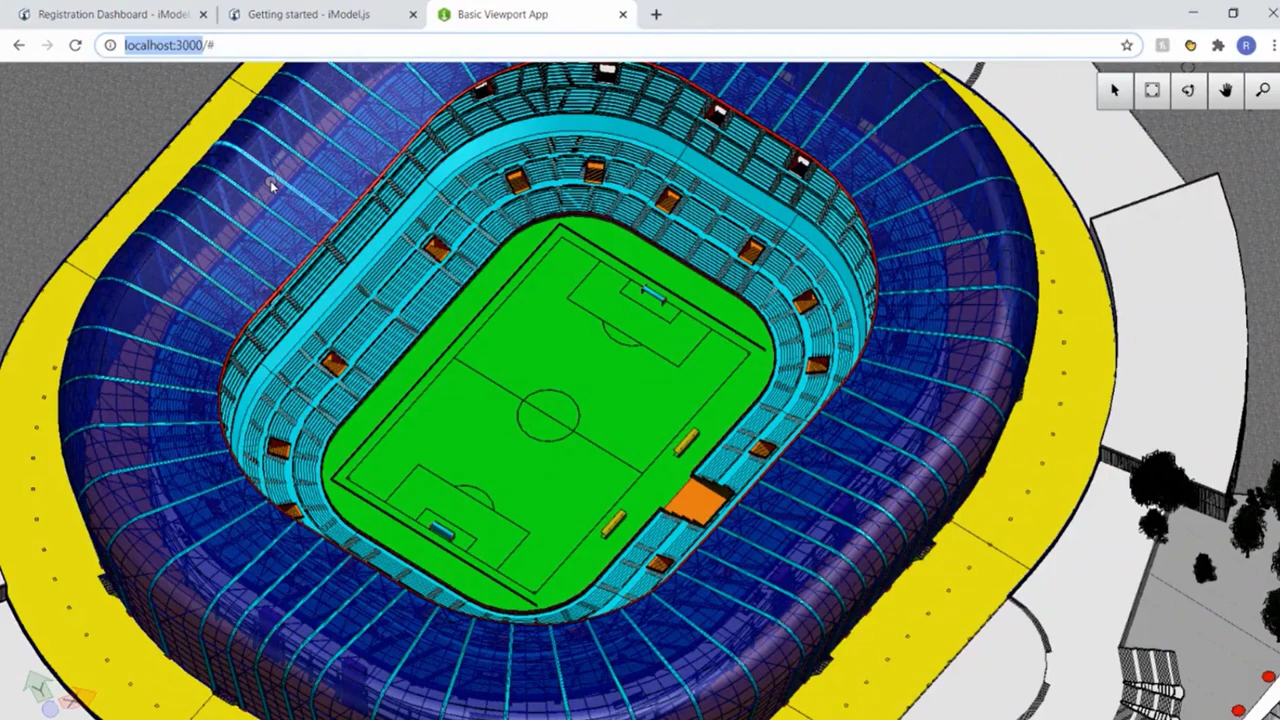 Registration Dashboard - iModel
Getting started - iModel.js
Basic Viewport App
localhost:3000/#
R